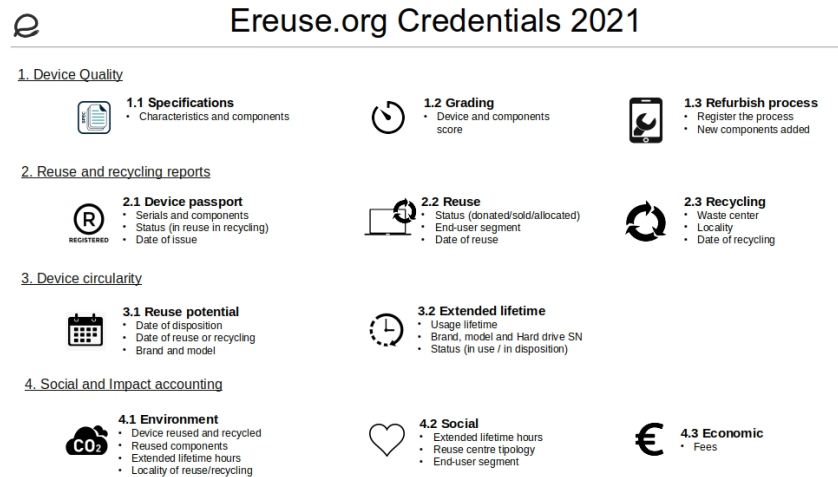 Ereuse.org Credentials 2021
1. Device Quality
SPEC
1.1 Specifications
• Characteristics and components
1.2 Grading
• Device and components
score
1.3 Refurbish process
• Register the process
• New components added
2. Reuse and recycling reports
R
REGISTERED
2.1 Device passport
• Serials and components
• Status (in reuse in recycling)
• Date of issue
2.2 Reuse
• Status (donated/sold/allocated)
• End-user segment
• Date of reuse
2.3 Recycling
• Waste center
• Locality
• Date of recycling
3. Device circularity
3.1 Reuse potential
• Date of disposition
• Date of reuse or recycling
• Brand and model
3.2 Extended lifetime
• Usage lifetime
• Brand, model and Hard drive SN
• Status (in use / in disposition)
4. Social and Impact accounting
CO2
4.1 Environment
• Device reused and recycled
• Reused components
• Extended lifetime hours
• Locality of reuse/recycling
4.2 Social
• Extended lifetime hours
• Reuse centre tipology
• End-user segment
€
4.3 Economic
• Fees